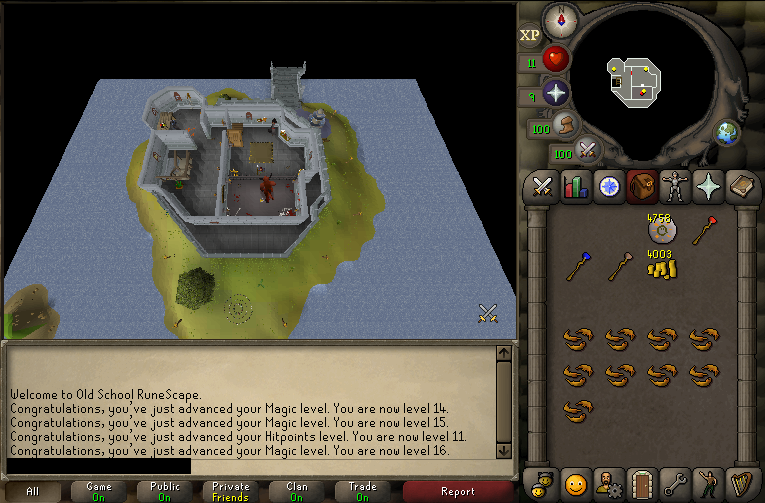 N
XP
11
9
100
100
4758
4003
Welcome to Old School RuneScape.
Congratulations, you've just advanced your Magic level. You are now level 14.
Congratulations, you've just advanced your Magic level. You are now level 15.
Congratulations, you've just advanced your Hitpoints level. You are now level 11.
Congratulations, you've just advanced your Magic level. You are now level 16.
All
Game
On
Public
On
Private
Friends
Clan
On
Trade
On
Report